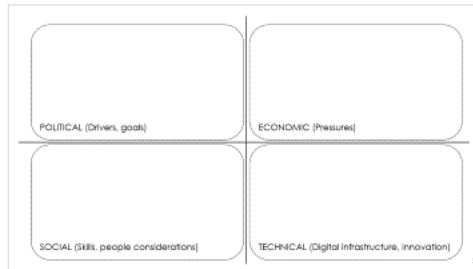 POLITICAL (Drivers, goals)
ECONOMIC (Pressures)
SOCIAL (Skills, people considerations)
TECHNICAL (Digital infrastructure, innovation)